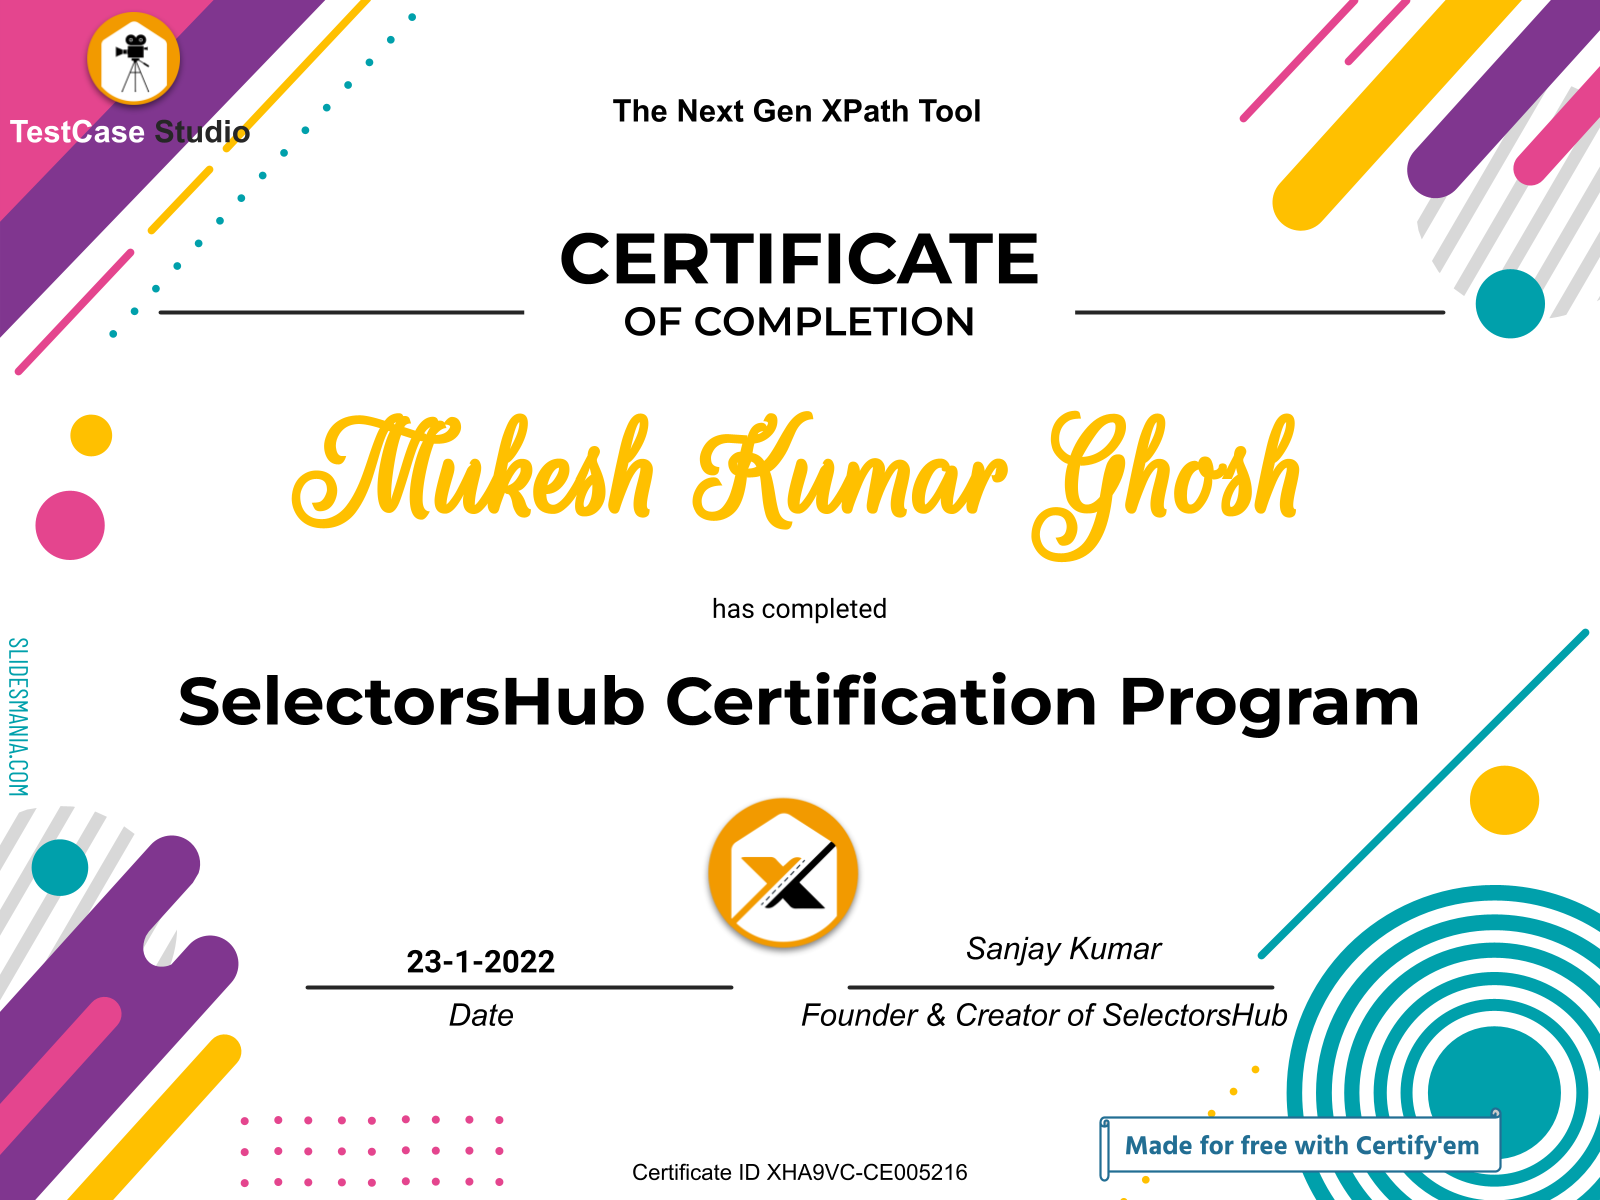 TestCase Studio
The Next Gen XPath Tool
CERTIFICATE
OF COMPLETION
Mukesh Kumar Ghosh
has completed
SelectorsHub Certification Program
SLIDESMANIA.COM
23-1-2022
Date
Sanjay Kumar
Founder & Creator of SelectorsHub
Made for free with Certify'em
Certificate ID XHA9VC-CE005216